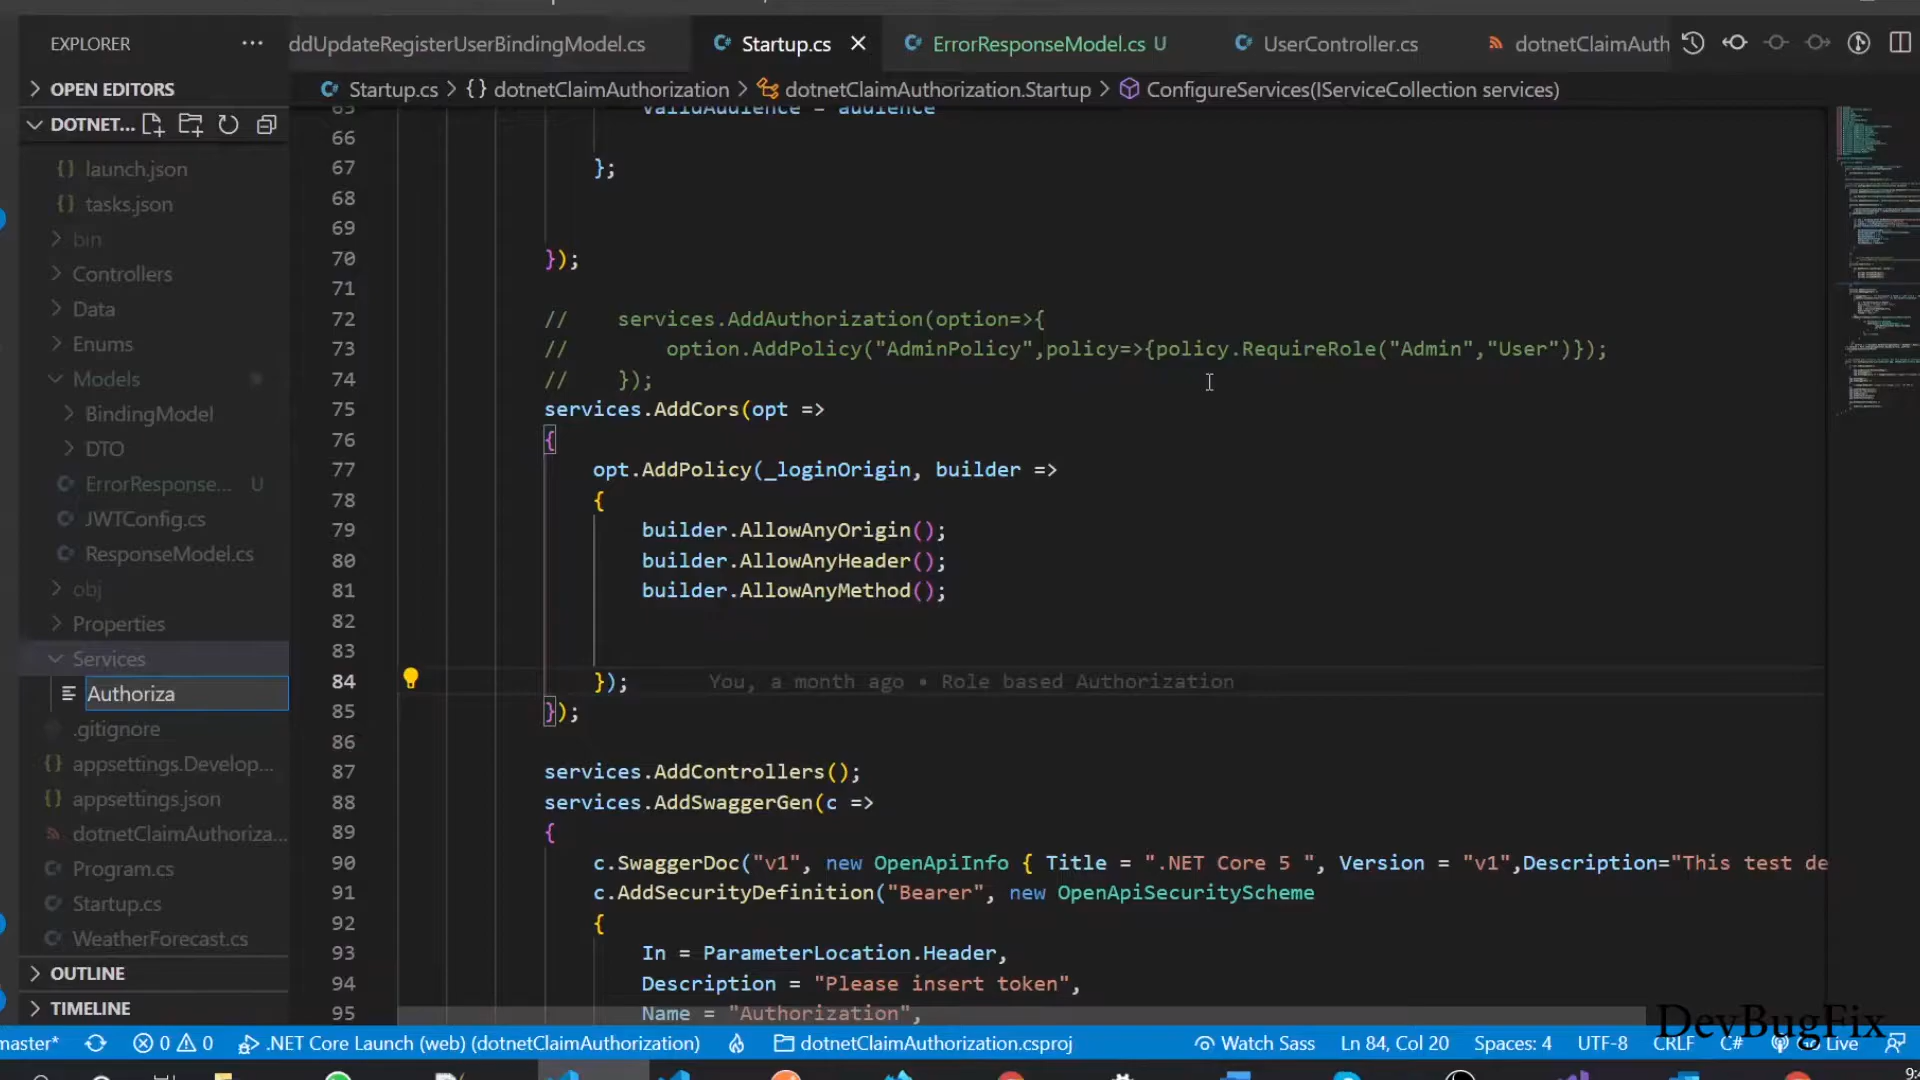 EXPLORER
ddUpdateRegisterUserBindingModel.cs
Startup.cs
ErrorResponseModel.cs U
UserController.cs
dotnetClaimAuth
OPEN EDITORS
Startup.cs > {} dotnetClaimAuthorization > dotnetClaimAuthorization.Startup > ConfigureServices(IServiceCollection services)
DOTNET...
launch.json
tasks.json
bin
Controllers
Data
Enums
Models
BindingModel
DTO
ErrorResponse... U
JWTConfig.cs
ResponseModel.cs
obj
Properties
Services
Authoriza
.gitignore
appsettings.Develop...
appsettings.json
dotnetClaimAuthoriza...
Program.cs
Startup.cs
WeatherForecast.cs
OUTLINE
TIMELINE
65 ValidAudience = audience
66
67 };
68
69
70 });
71
72 // services.AddAuthorization(option=>{
73 // option.AddPolicy("AdminPolicy",policy=>{policy.RequireRole("Admin","User")});
74 // });
75 services.AddCors(opt =>
76 {
77 opt.AddPolicy(_loginOrigin, builder =>
78 {
79 builder.AllowAnyOrigin();
80 builder.AllowAnyHeader();
81 builder.AllowAnyMethod();
82
83
84 }); You, a month ago • Role based Authorization
85 });
86
87 services.AddControllers();
88 services.AddSwaggerGen(c =>
89 {
90 c.SwaggerDoc("v1", new OpenApiInfo { Title = ".NET Core 5 ", Version = "v1",Description="This test de
91 c.AddSecurityDefinition("Bearer", new OpenApiSecurityScheme
92 {
93 In = ParameterLocation.Header,
94 Description = "Please insert token",
95 Name = "Authorization",
DevBugFix
master* 0 0 .NET Core Launch (web) (dotnetClaimAuthorization) dotnetClaimAuthorization.csproj Watch Sass Ln 84, Col 20 Spaces: 4 UTF-8 CRLF C# Go Live